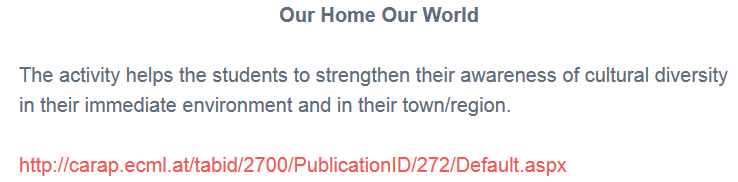 Our Home Our World
The activity helps the students to strengthen their awareness of cultural diversity
in their immediate environment and in their town/region.
http://carap.ecml.at/tabid/2700/PublicationID/272/Default.aspx